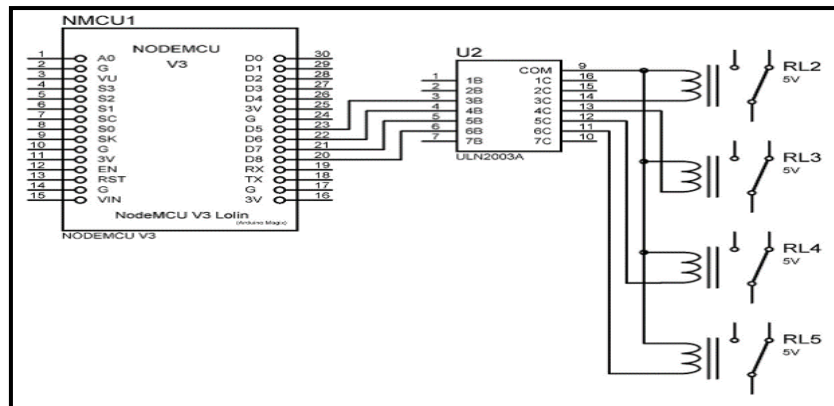 NMCU1
NODEMCU
V3
1 A0 D0 30
2 G D1 29
3 VU D2 28
4 S3 D3 27
5 S2 D4 26
6 S1 3V 25
7 SC G 24
8 S0 D5 23
9 SK D6 22
10 G D7 21
11 3V D8 20
12 EN RX 19
13 RST TX 18
14 G G 17
15 VIN 3V 16
NodeMCU V3 Lolin
(Arduino Magix)
NODEMCU V3
U2
COM 9
1 1B 1C 16
2 2B 2C 15
3 3B 3C 14
4 4B 4C 13
5 5B 5C 12
6 6B 6C 11
7 7B 7C 10
ULN2003A
RL2
5V
RL3
5V
RL4
5V
RL5
5V